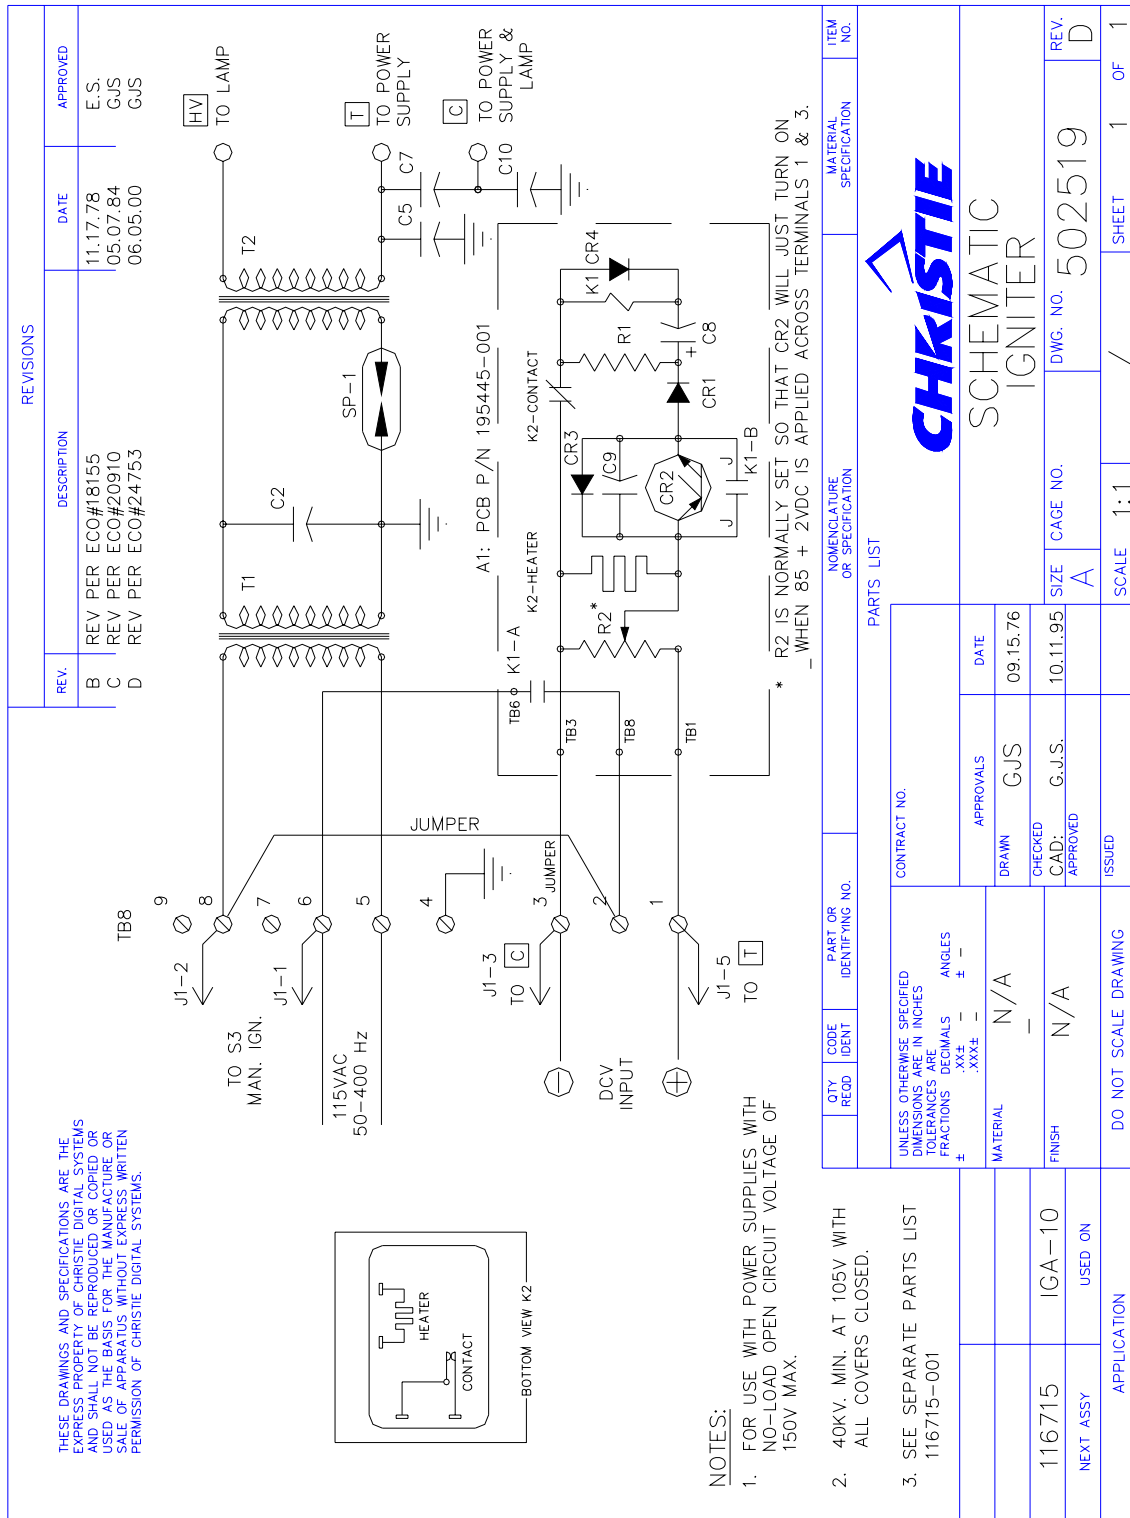 THESE DRAWINGS AND SPECIFICATIONS ARE THE
EXPRESS PROPERTY OF CHRISTIE DIGITAL SYSTEMS
AND SHALL NOT BE REPRODUCED OR COPIED OR
USED AS THE BASIS FOR THE MANUFACTURE OR
SALE OF APPARATUS WITHOUT EXPRESS WRITTEN
PERMISSION OF CHRISTIE DIGITAL SYSTEMS.
REVISIONS
REV. DESCRIPTION DATE APPROVED
B REV PER ECO#18155 11.17.78 E.S.
C REV PER ECO#20910 05.07.84 GJS
D REV PER ECO#24753 06.05.00 GJS
TB8
9
8
7
6
5
4
3
2
1
J1-2
TO S3
MAN. IGN.
J1-1
115VAC
50-400 Hz
J1-3
TO C
DCV
INPUT
J1-5
TO T
JUMPER
JUMPER
T1
C2
SP-1
T2
HV
TO LAMP
T
TO POWER
SUPPLY
C
TO POWER
SUPPLY &
LAMP
C5
C7
C10
A1: PCB P/N 195445-001
TB6
K1-A
TB3
TB8
TB1
K2-HEATER
K2-CONTACT
R2*
CR3
C9
CR2
J
J
K1-B
CR1
R1
C8
+
K1
CR4
* R2 IS NORMALLY SET SO THAT CR2 WILL JUST TURN ON
WHEN 85 + 2VDC IS APPLIED ACROSS TERMINALS 1 & 3.
HEATER
CONTACT
BOTTOM VIEW K2
NOTES:
1. FOR USE WITH POWER SUPPLIES WITH
NO-LOAD OPEN CIRCUIT VOLTAGE OF
150V MAX.
2. 40KV. MIN. AT 105V WITH
ALL COVERS CLOSED.
3. SEE SEPARATE PARTS LIST
116715-001
QTY
REQD
CODE
IDENT
PART OR
IDENTIFYING NO.
NOMENCLATURE
OR SPECIFICATION
MATERIAL
SPECIFICATION
ITEM
NO.
PARTS LIST
UNLESS OTHERWISE SPECIFIED
DIMENSIONS ARE IN INCHES
TOLERANCES ARE
FRACTIONS DECIMALS ANGLES
± .XX± - ± -
.XXX± -
MATERIAL
N/A
-
FINISH
N/A
DO NOT SCALE DRAWING
CONTRACT NO.
APPROVALS DATE
DRAWN GJS 09.15.76
CHECKED
CAD: G.J.S. 10.11.95
APPROVED
ISSUED
CHRISTIE
SCHEMATIC
IGNITER
SIZE
A
CAGE NO.
DWG. NO.
502519
REV.
D
SCALE 1:1 / SHEET 1 OF 1
116715 IGA-10
NEXT ASSY USED ON
APPLICATION